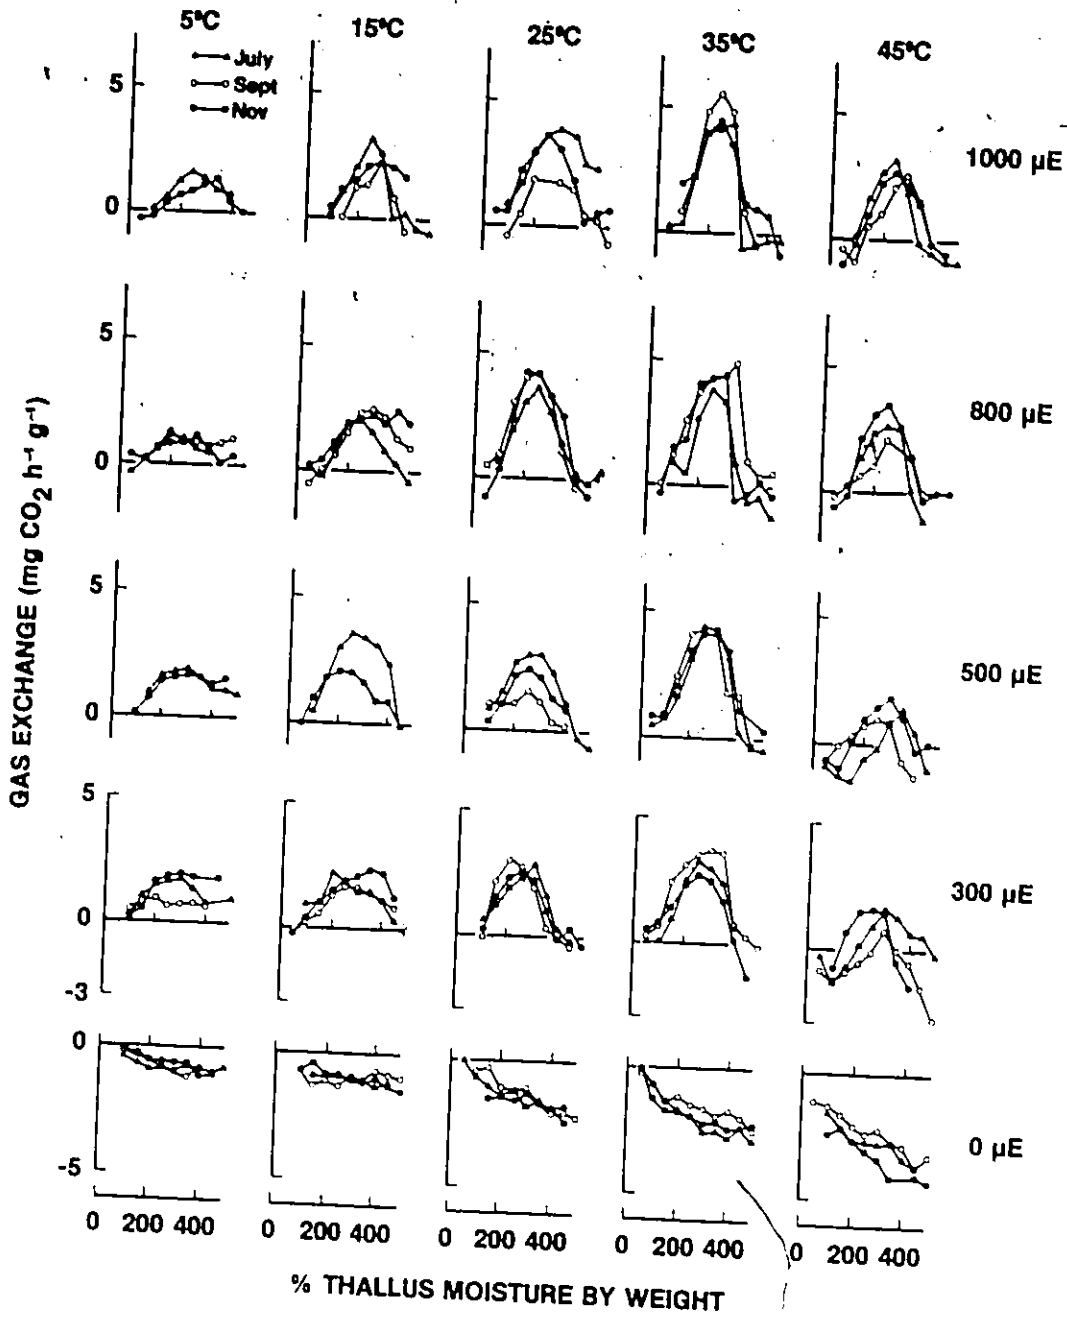 5°C 15°C 25°C 35°C 45°C
July
Sept
Nov
5
0
1000 µE
5
0
800 µE
5
0
500 µE
5
0
-3
300 µE
0
-5
0 µE
0 200 400 0 200 400 0 200 400 0 200 400 0 200 400
% THALLUS MOISTURE BY WEIGHT
GAS EXCHANGE (mg CO₂ h⁻¹ g⁻¹)